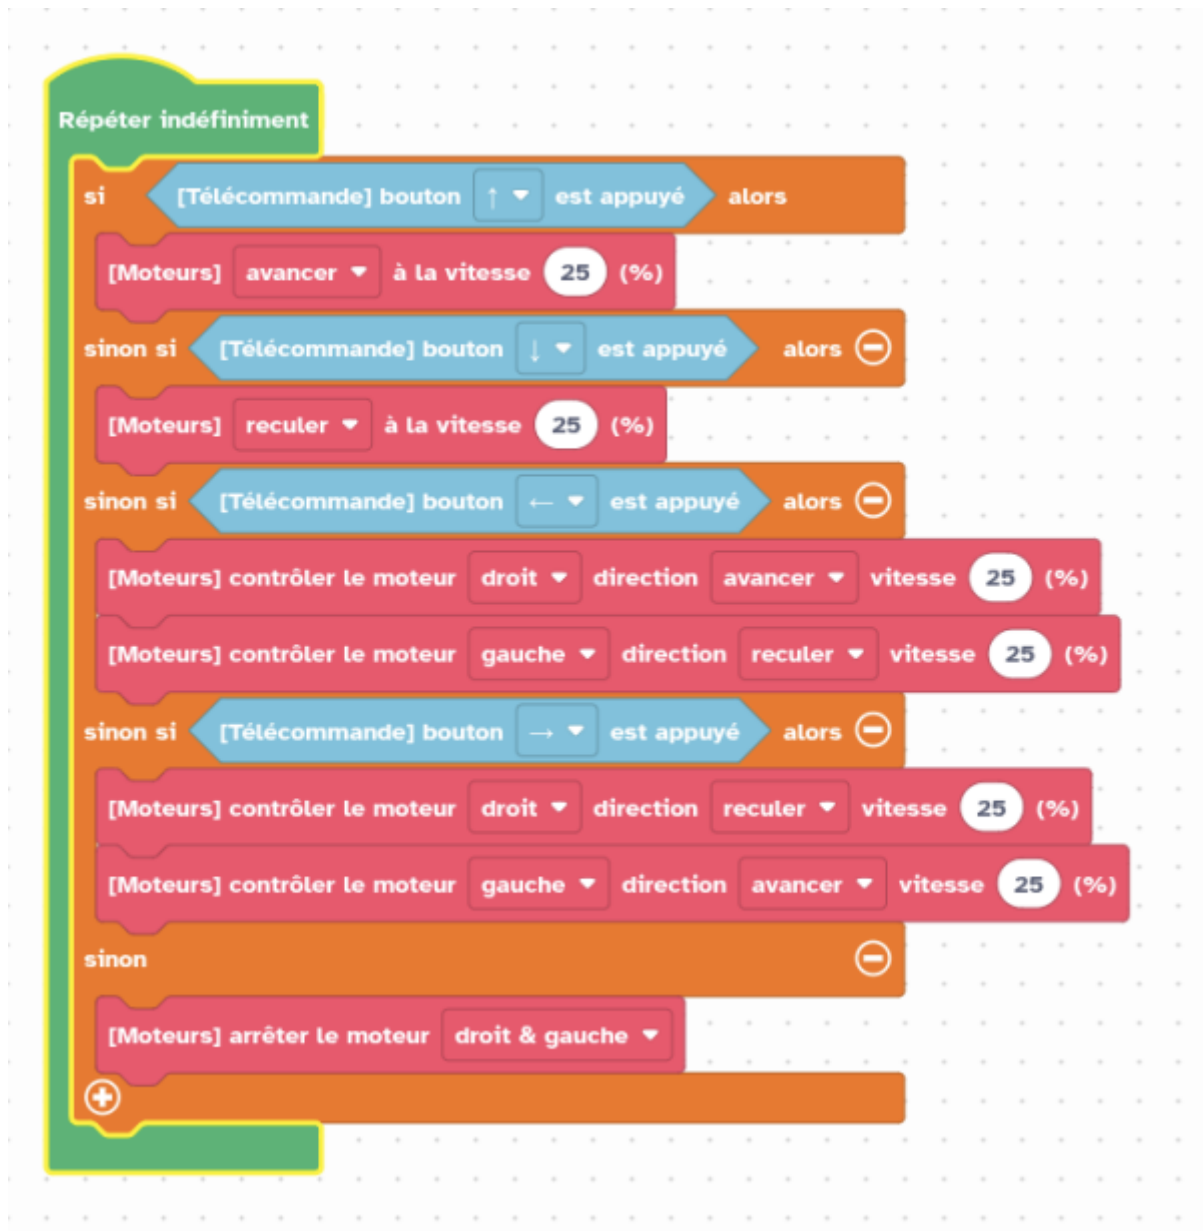 Répéter indéfiniment
si [Télécommande] bouton ↑ est appuyé alors
[Moteurs] avancer à la vitesse 25 (%)
sinon si [Télécommande] bouton ↓ est appuyé alors
[Moteurs] reculer à la vitesse 25 (%)
sinon si [Télécommande] bouton ← est appuyé alors
[Moteurs] contrôler le moteur droit direction avancer vitesse 25 (%)
[Moteurs] contrôler le moteur gauche direction reculer vitesse 25 (%)
sinon si [Télécommande] bouton → est appuyé alors
[Moteurs] contrôler le moteur droit direction reculer vitesse 25 (%)
[Moteurs] contrôler le moteur gauche direction avancer vitesse 25 (%)
sinon
[Moteurs] arrêter le moteur droit & gauche